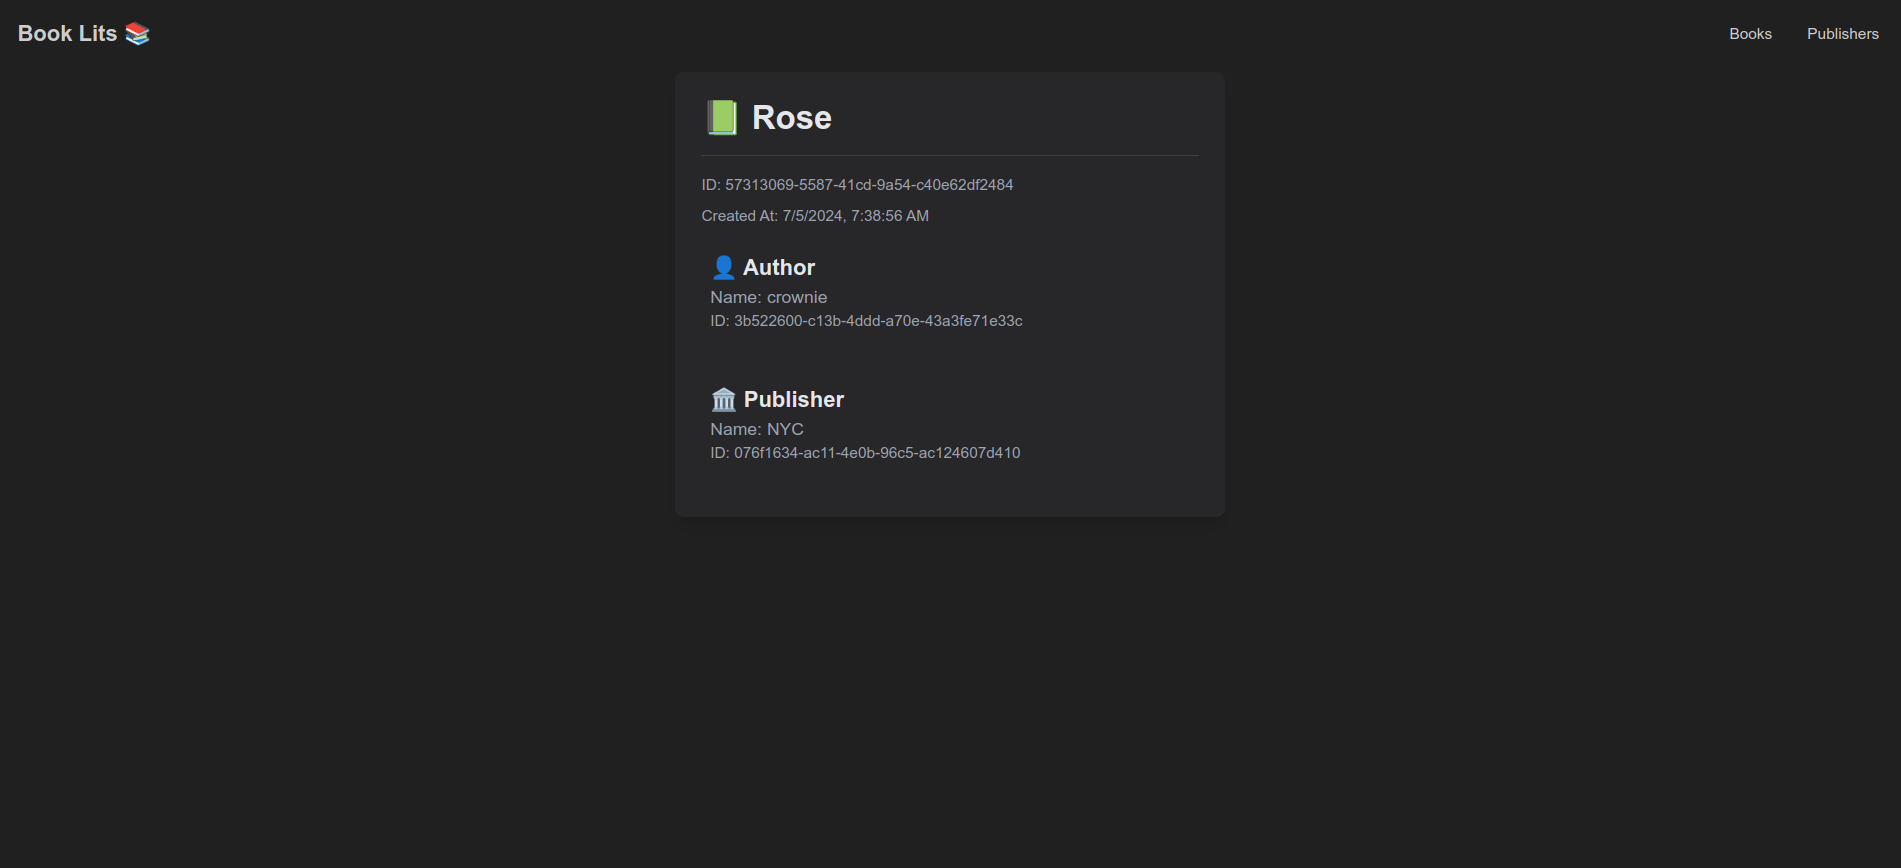 Book Lits 📚
Books
Publishers
📗 Rose
ID: 57313069-5587-41cd-9a54-c40e62df2484
Created At: 7/5/2024, 7:38:56 AM
👤 Author
Name: crownie
ID: 3b522600-c13b-4ddd-a70e-43a3fe71e33c
🏛️ Publisher
Name: NYC
ID: 076f1634-ac11-4e0b-96c5-ac124607d410